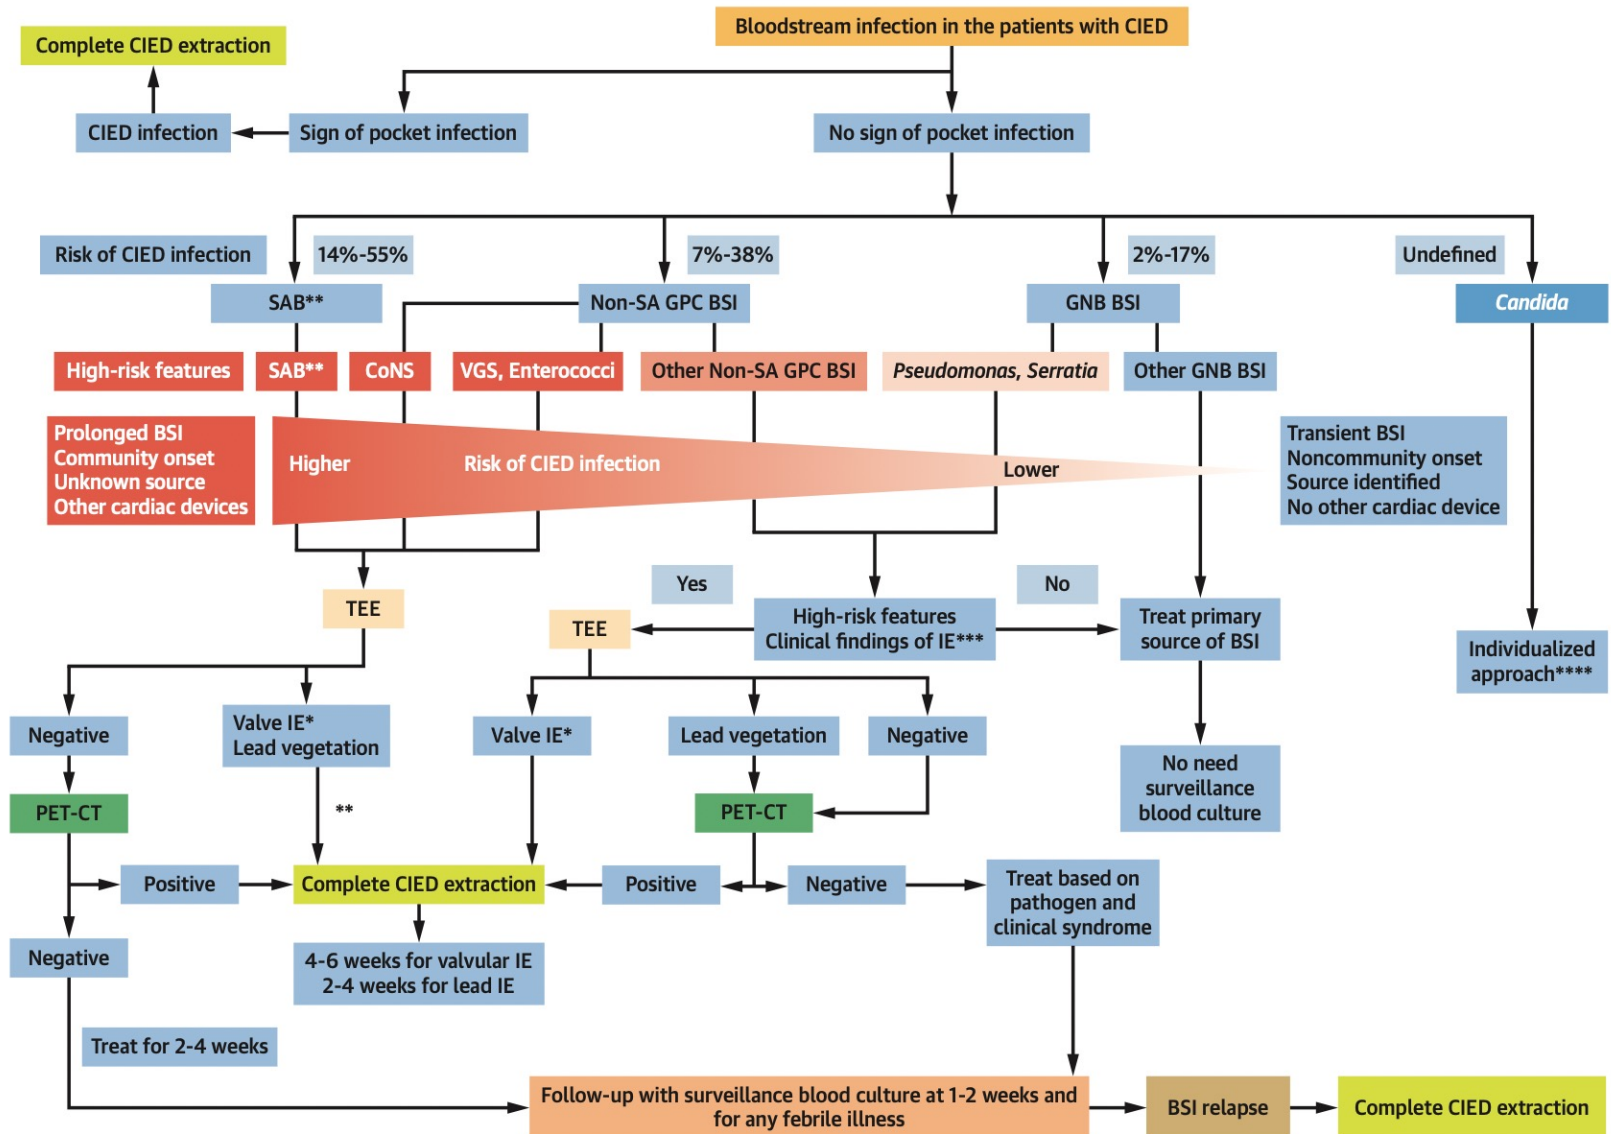 Bloodstream infection in the patients with CIED
Complete CIED extraction
CIED infection
Sign of pocket infection
No sign of pocket infection
Risk of CIED infection
14%-55%
7%-38%
2%-17%
Undefined
SAB**
Non-SA GPC BSI
GNB BSI
Candida
High-risk features
SAB**
CoNS
VGS, Enterococci
Other Non-SA GPC BSI
Pseudomonas, Serratia
Other GNB BSI
Prolonged BSI
Community onset
Unknown source
Other cardiac devices
Higher
Risk of CIED infection
Lower
Transient BSI
Noncommunity onset
Source identified
No other cardiac device
TEE
Yes
No
TEE
High-risk features
Clinical findings of IE***
Treat primary
source of BSI
Individualized
approach****
Negative
Valve IE*
Lead vegetation
Valve IE*
Lead vegetation
Negative
No need
surveillance
blood culture
PET-CT
**
PET-CT
Positive
Complete CIED extraction
Positive
Negative
Treat based on
pathogen and
clinical syndrome
Negative
4-6 weeks for valvular IE
2-4 weeks for lead IE
Treat for 2-4 weeks
Follow-up with surveillance blood culture at 1-2 weeks and
for any febrile illness
BSI relapse
Complete CIED extraction